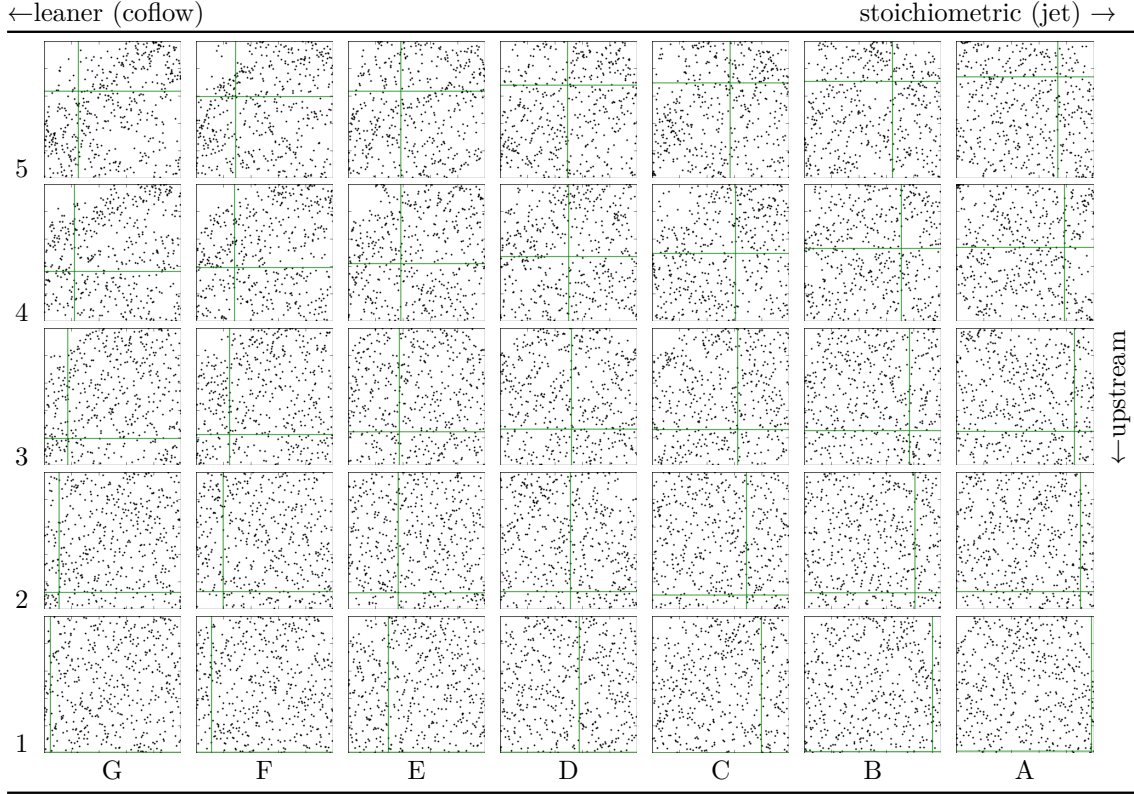 ←leaner (coflow) stoichiometric (jet) →
5
4
3
←upstream
2
1
G F E D C B A